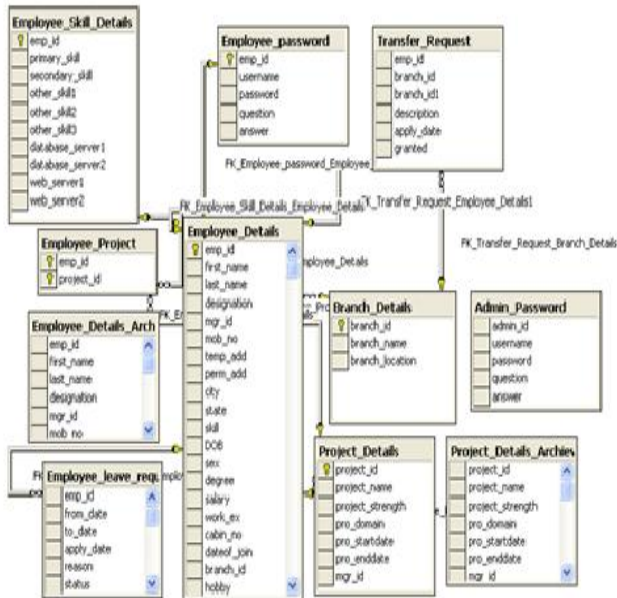 Employee_Skill_Details
emp_id
primary_skill
secondary_skill
other_skill1
other_skill2
other_skill3
database_server1
database_server2
web_server1
web_server2
Employee_password
emp_id
username
password
question
answer
Transfer_Request
emp_id
branch_id
branch_id1
description
apply_date
granted
FK_Employee_password_Employee
FK_Employee_Skill_Details_Employee_Details
FK_Transfer_Request_Employee_Details1
FK_Transfer_Request_Branch_Details
Employee_Project
emp_id
project_id
Employee_Details
emp_id
first_name
last_name
designation
mgr_id
mob_no
temp_add
perm_add
city
state
skill
DOB
sex
degree
salary
work_ex
cabin_no
dateof_join
branch_id
hobby
mployee_Details
Branch_Details
branch_id
branch_name
branch_location
Admin_Password
admin_id
username
password
question
answer
Employee_Details_Arch
emp_id
first_name
last_name
designation
mgr_id
mob_no
Employee_leave_requ
emp_id
from_date
to_date
apply_date
reason
status
Project_Details
project_id
project_name
project_strength
pro_domain
pro_startdate
pro_enddate
mgr_id
Project_Details_Archiev
project_id
project_name
project_strength
pro_domain
pro_startdate
pro_enddate
mgr_id